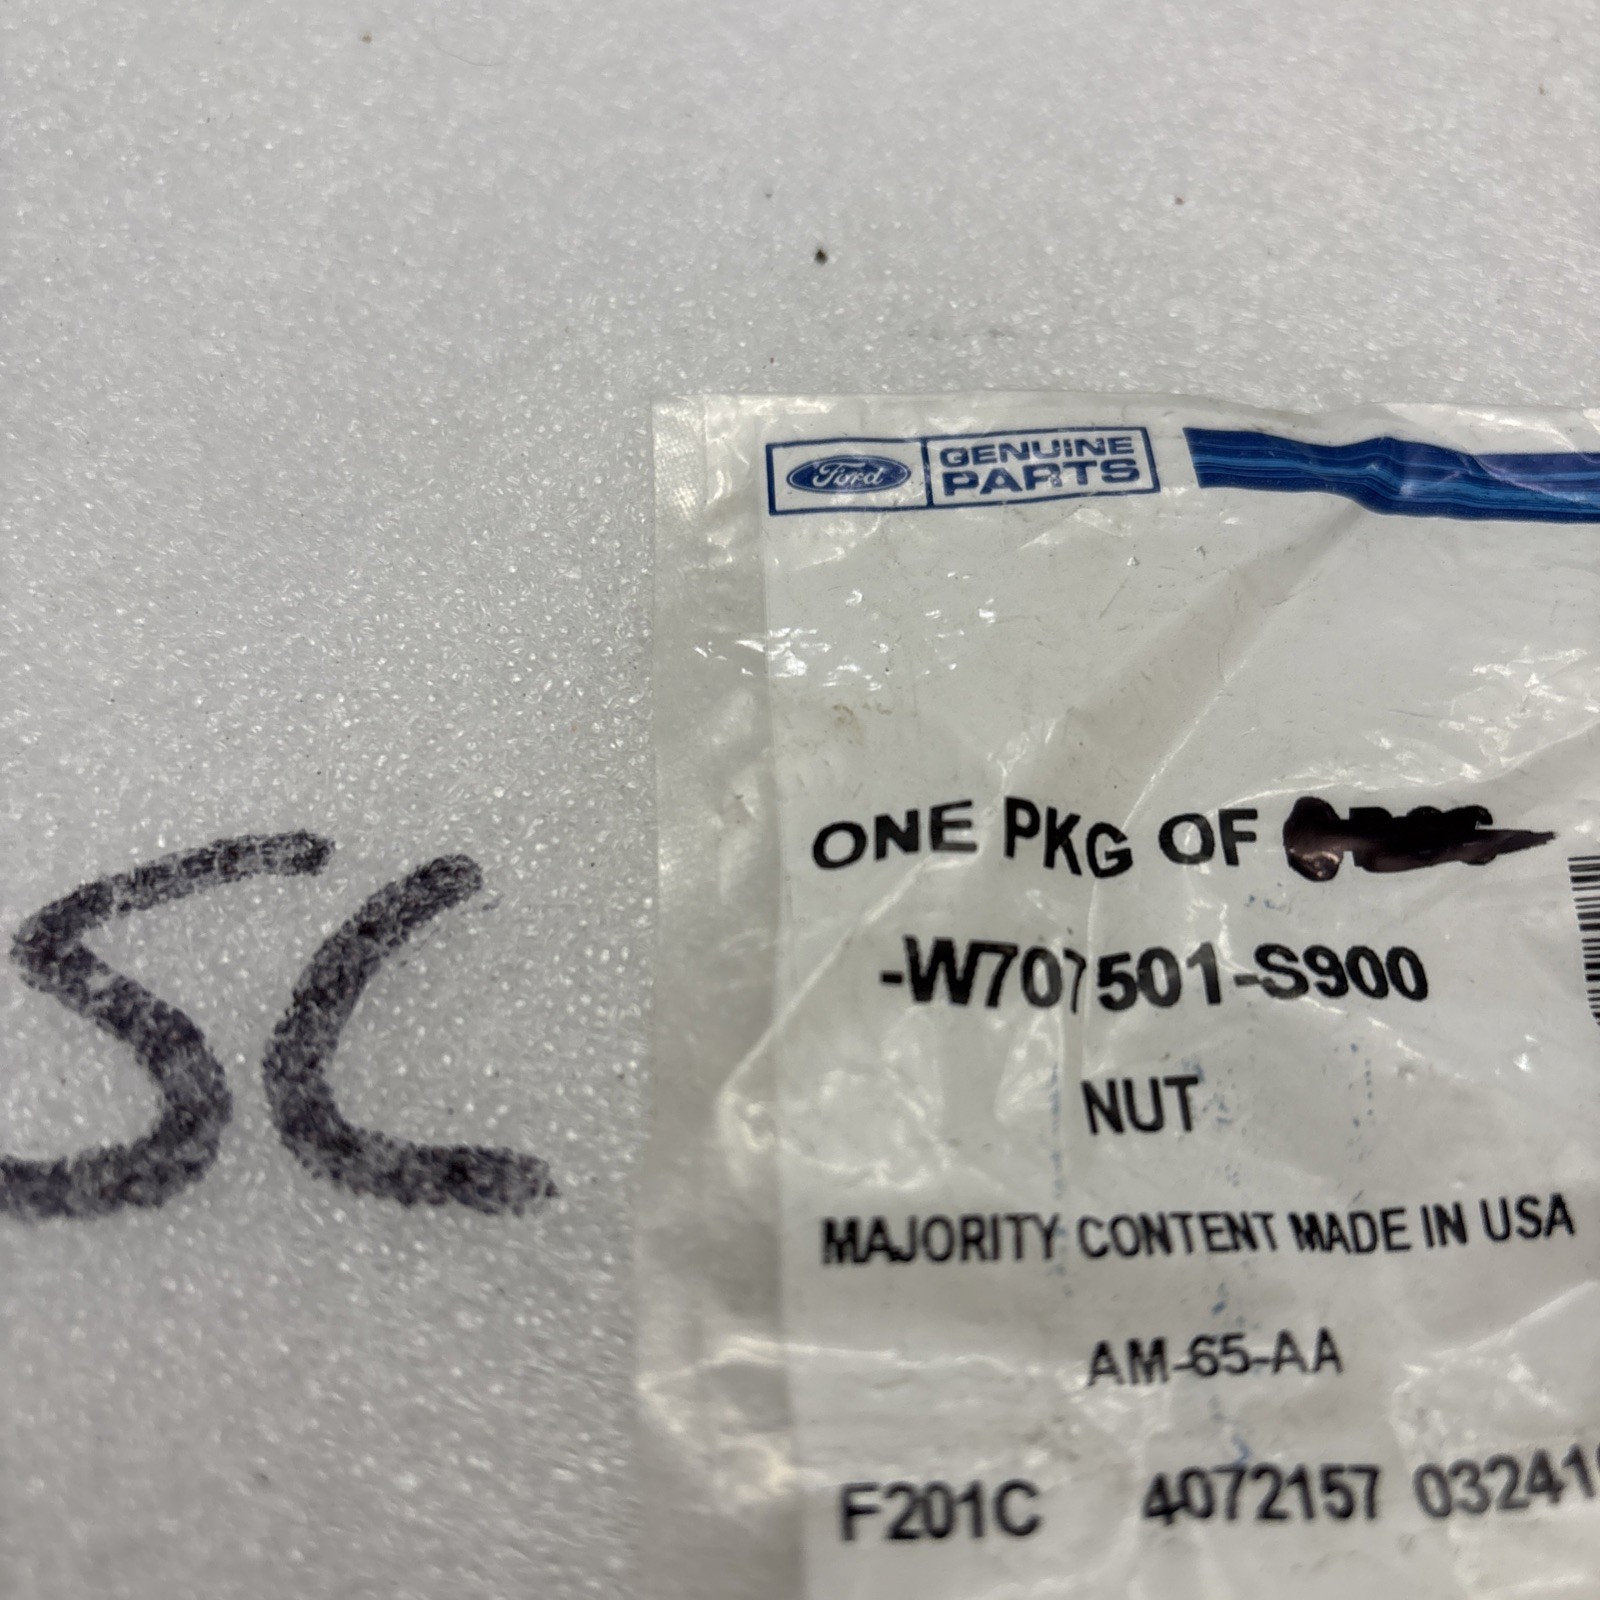 Ford GENUINE PARTS
ONE PKG OF
-W707501-S900
NUT
MAJORITY CONTENT MADE IN USA
AM-65-AA
F201C 4072157
SC